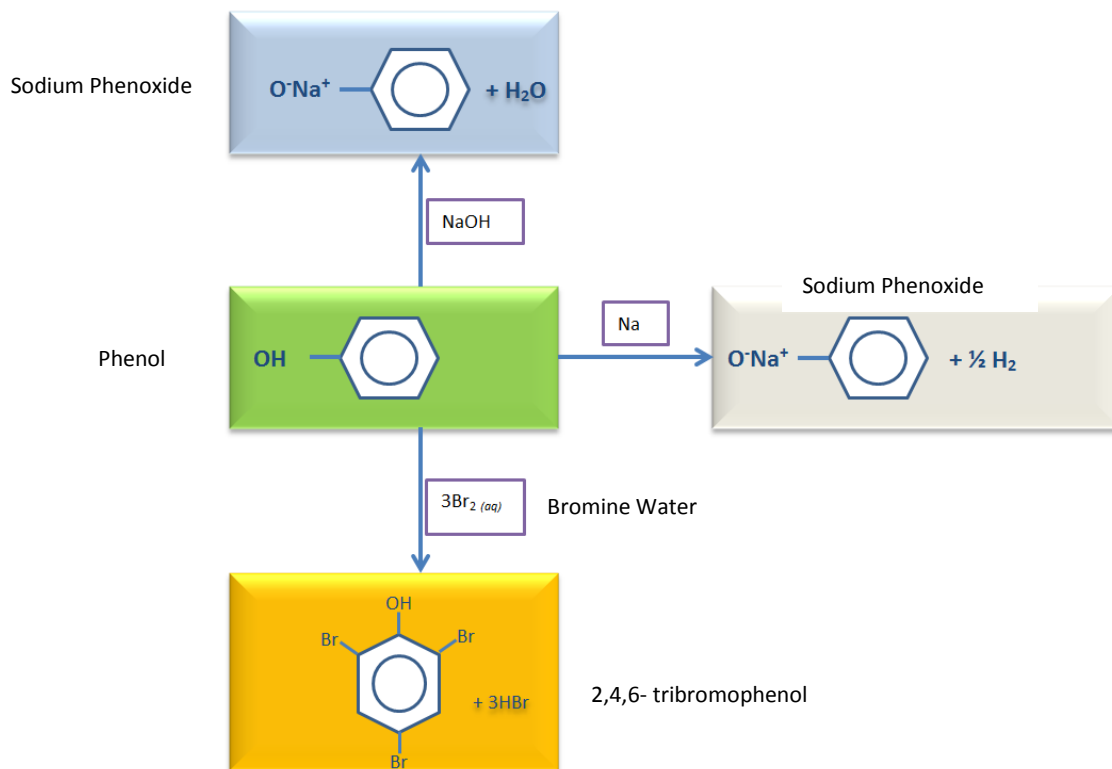 Sodium Phenoxide
O⁻Na⁺ + H₂O
NaOH
Sodium Phenoxide
Phenol
OH
Na
O⁻Na⁺ + ½ H₂
3Br₂ (aq)
Bromine Water
OH
Br Br
+ 3HBr
Br
2,4,6- tribromophenol